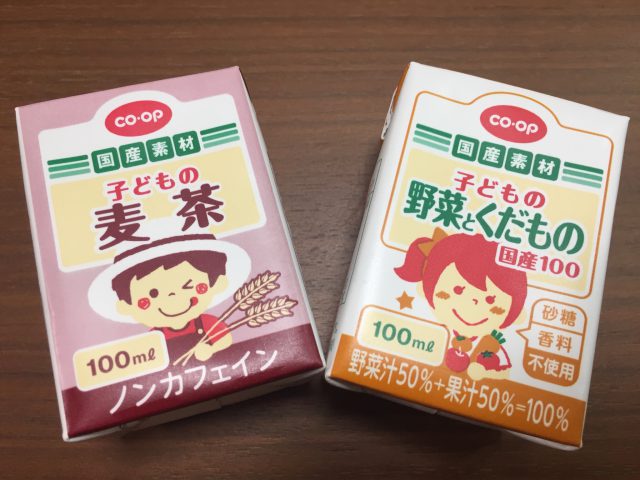 CO·OP
国産素材
子どもの
麦茶
100ml
ノンカフェイン
CO·OP
国産素材
子どもの
野菜とくだもの
国産100
砂糖
香料
不使用
100ml
野菜汁50%+果汁50%=100%